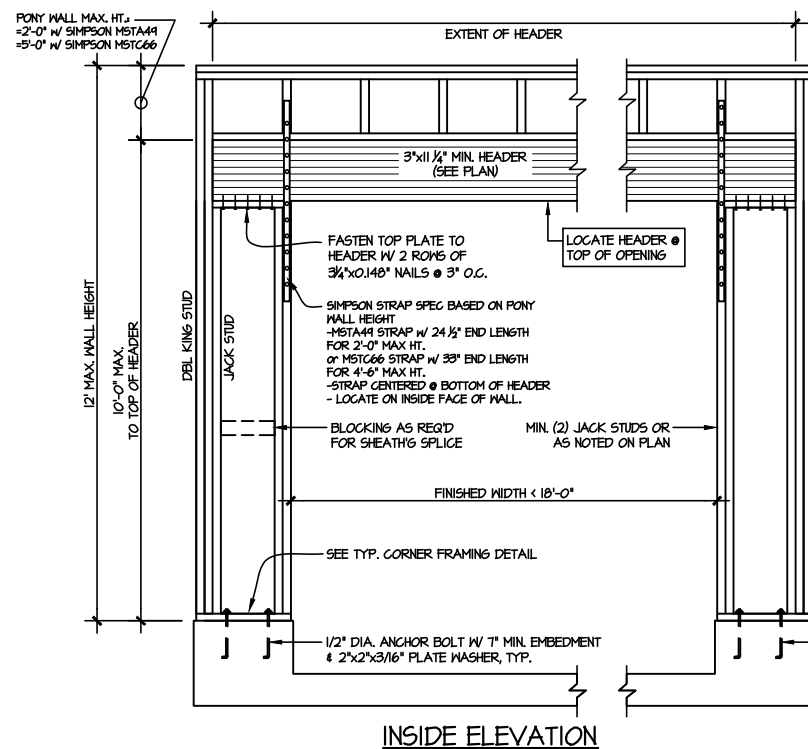 PONY WALL MAX. HT.:
=2'-0" W/ SIMPSON MSTA49
=5'-0" W/ SIMPSON MSTC66
EXTENT OF HEADER
3"x11 1/4" MIN. HEADER
(SEE PLAN)
FASTEN TOP PLATE TO
HEADER W/ 2 ROWS OF
3 1/4"x0.148" NAILS @ 3" O.C.
LOCATE HEADER @
TOP OF OPENING
SIMPSON STRAP SPEC BASED ON PONY
WALL HEIGHT
-MSTA49 STRAP W/ 24 1/2" END LENGTH
FOR 2'-0" MAX HT.
or MSTC66 STRAP W/ 33" END LENGTH
FOR 4'-6" MAX HT.
-STRAP CENTERED @ BOTTOM OF HEADER
- LOCATE ON INSIDE FACE OF WALL.
12' MAX. WALL HEIGHT
10'-0" MAX.
TO TOP OF HEADER
DBL KING STUD
JACK STUD
BLOCKING AS REQ'D
FOR SHEATH'G SPLICE
MIN. (2) JACK STUDS OR
AS NOTED ON PLAN
FINISHED WIDTH < 18'-0"
SEE TYP. CORNER FRAMING DETAIL
1/2" DIA. ANCHOR BOLT W/ 7" MIN. EMBEDMENT
& 2"x2"x3/16" PLATE WASHER, TYP.
INSIDE ELEVATION